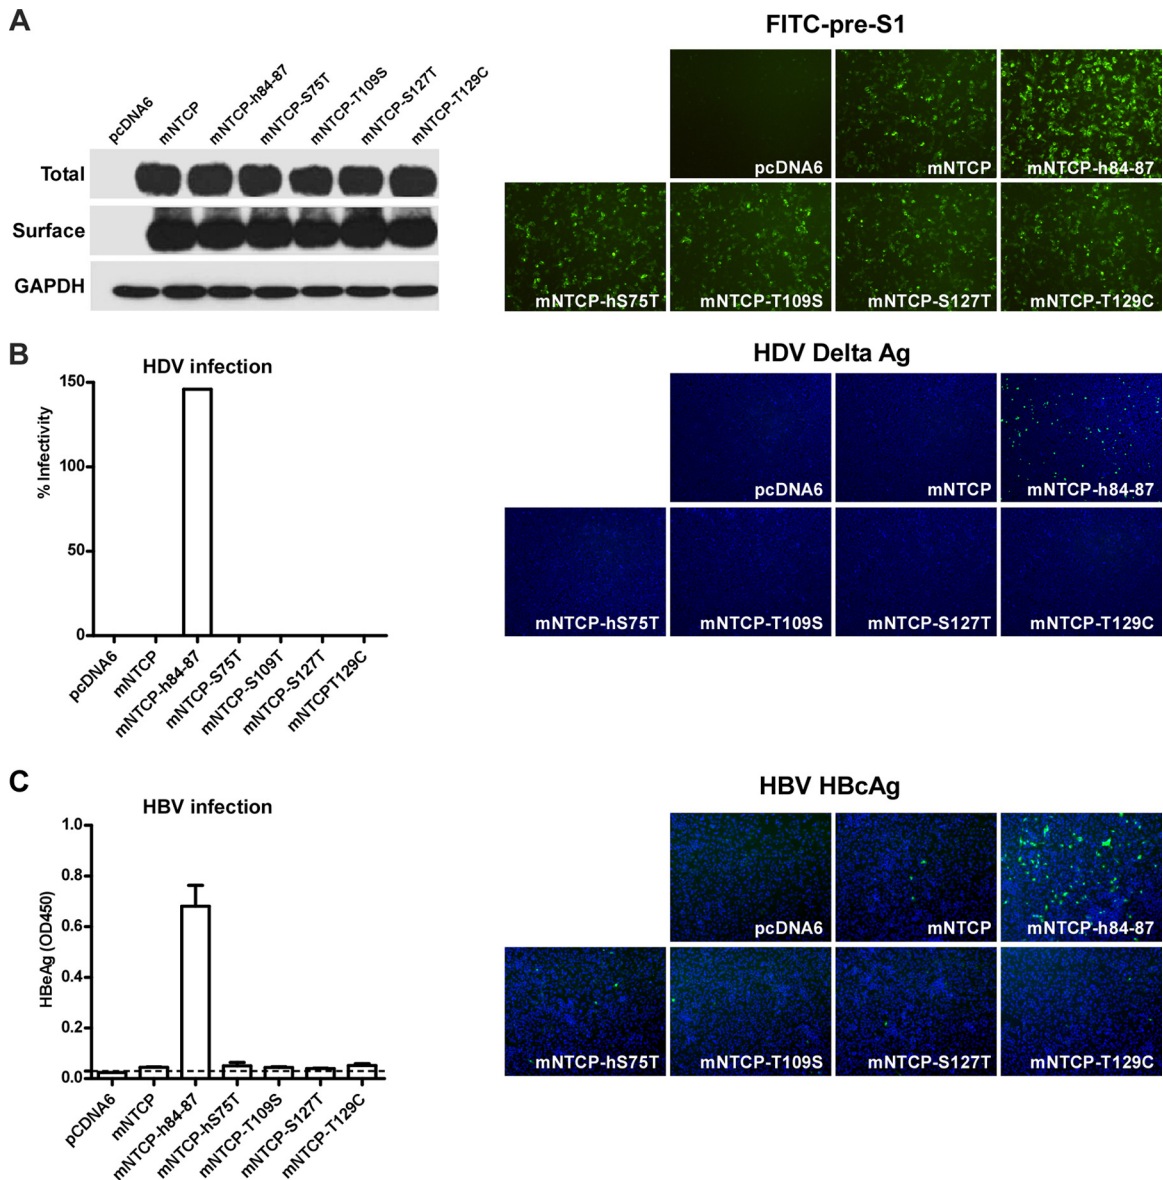 A
pcDNA6
mNTCP
mNTCP-h84-87
mNTCP-S75T
mNTCP-T109S
mNTCP-S127T
mNTCP-T129C
Total
Surface
GAPDH
FITC-pre-S1
pcDNA6
mNTCP
mNTCP-h84-87
mNTCP-hS75T
mNTCP-T109S
mNTCP-S127T
mNTCP-T129C
B
HDV infection
% Infectivity
150
100
50
0
pcDNA6
mNTCP
mNTCP-h84-87
mNTCP-S75T
mNTCP-S109T
mNTCP-S127T
mNTCPT129C
HDV Delta Ag
pcDNA6
mNTCP
mNTCP-h84-87
mNTCP-hS75T
mNTCP-T109S
mNTCP-S127T
mNTCP-T129C
C
HBV infection
HBeAg (OD450)
1.0
0.8
0.6
0.4
0.2
0.0
pCDNA6
mNTCP
mNTCP-h84-87
mNTCP-hS75T
mNTCP-T109S
mNTCP-S127T
mNTCP-T129C
HBV HBcAg
pcDNA6
mNTCP
mNTCP-h84-87
mNTCP-hS75T
mNTCP-T109S
mNTCP-S127T
mNTCP-T129C